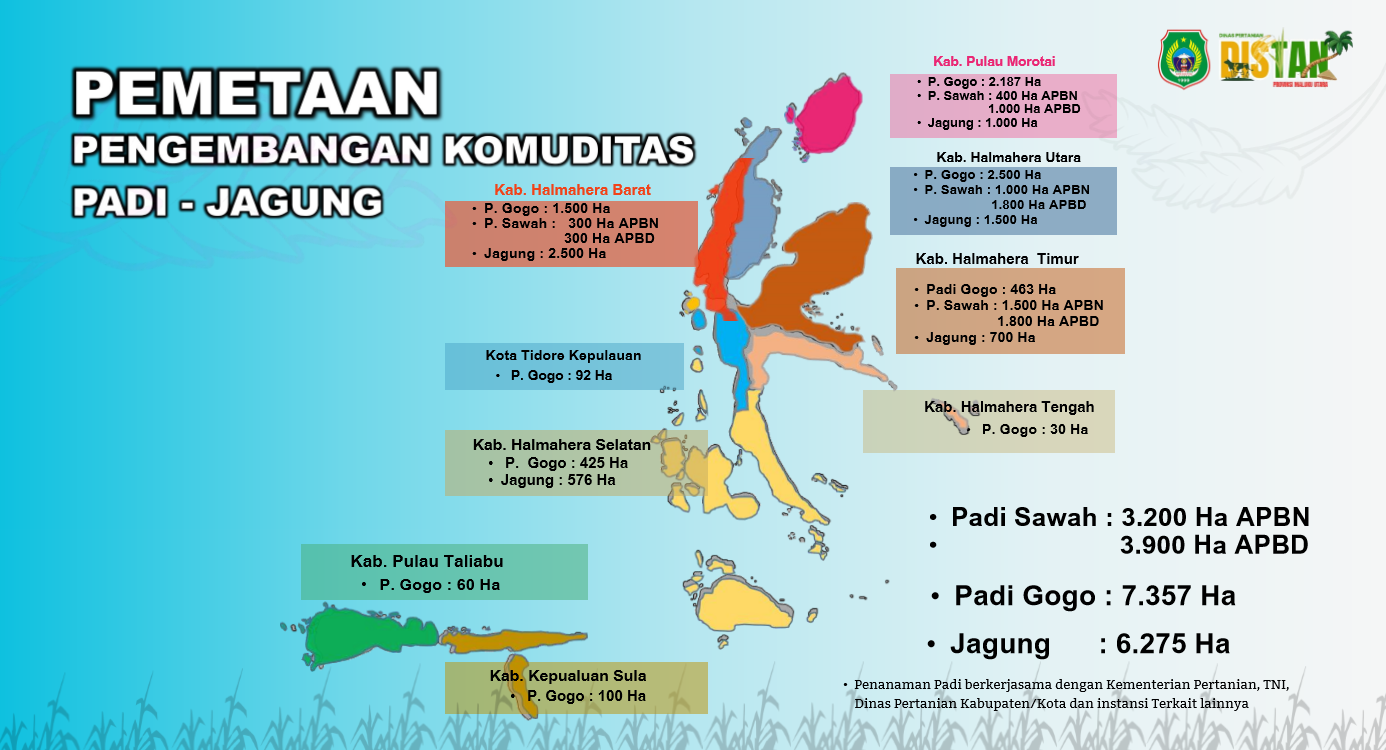 PEMETAAN
PENGEMBANGAN KOMUDITAS
PADI - JAGUNG
DINAS PERTANIAN
DISTAN
PROVINSI MALUKU UTARA
Kab. Pulau Morotai
• P. Gogo : 2.187 Ha
• P. Sawah : 400 Ha APBN
1.000 Ha APBD
• Jagung : 1.000 Ha
Kab. Halmahera Utara
• P. Gogo : 2.500 Ha
• P. Sawah : 1.000 Ha APBN
1.800 Ha APBD
• Jagung : 1.500 Ha
Kab. Halmahera Barat
• P. Gogo : 1.500 Ha
• P. Sawah : 300 Ha APBN
300 Ha APBD
• Jagung : 2.500 Ha
Kab. Halmahera Timur
• Padi Gogo : 463 Ha
• P. Sawah : 1.500 Ha APBN
1.800 Ha APBD
• Jagung : 700 Ha
Kota Tidore Kepulauan
• P. Gogo : 92 Ha
Kab. Halmahera Tengah
• P. Gogo : 30 Ha
Kab. Halmahera Selatan
• P. Gogo : 425 Ha
• Jagung : 576 Ha
Kab. Pulau Taliabu
• P. Gogo : 60 Ha
Kab. Kepualuan Sula
• P. Gogo : 100 Ha
• Padi Sawah : 3.200 Ha APBN
• 3.900 Ha APBD
• Padi Gogo : 7.357 Ha
• Jagung : 6.275 Ha
• Penanaman Padi berkerjasama dengan Kementerian Pertanian, TNI,
Dinas Pertanian Kabupaten/Kota dan instansi Terkait lainnya